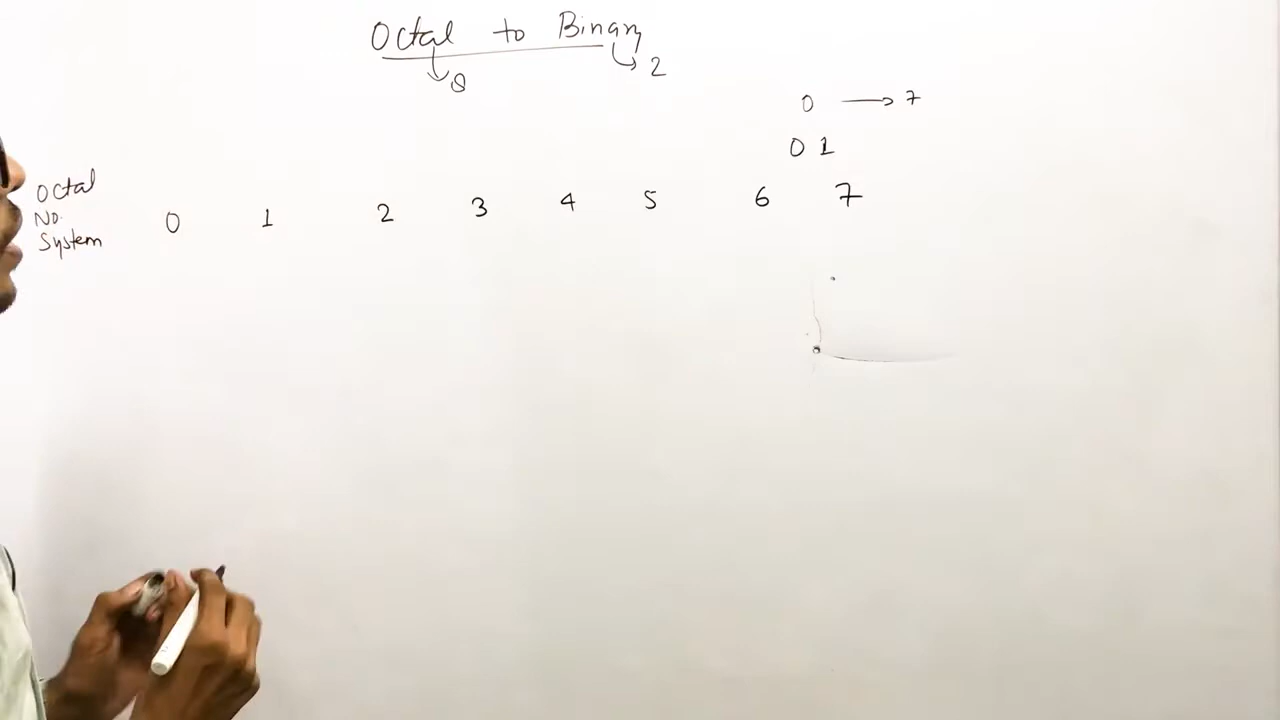 Octal to Binary
8
2
0 → 7
0 1
Octal
No.
System
0 1 2 3 4 5 6 7